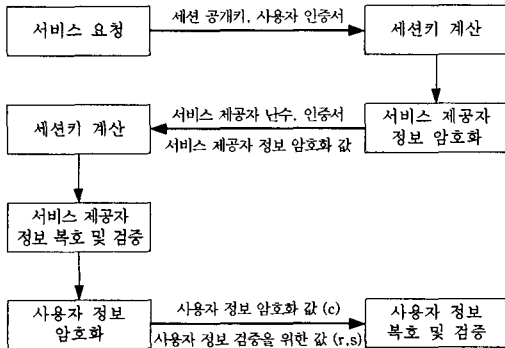 서비스 요청
세션 공개키, 사용자 인증서
세션키 계산
세션키 계산
서비스 제공자 난수, 인증서
서비스 제공자 정보 암호화 값
서비스 제공자
정보 암호화
서비스 제공자
정보 복호 및 검증
사용자 정보
암호화
사용자 정보 암호화 값 (c)
사용자 정보 검증을 위한 값 (r,s)
사용자 정보
복호 및 검증